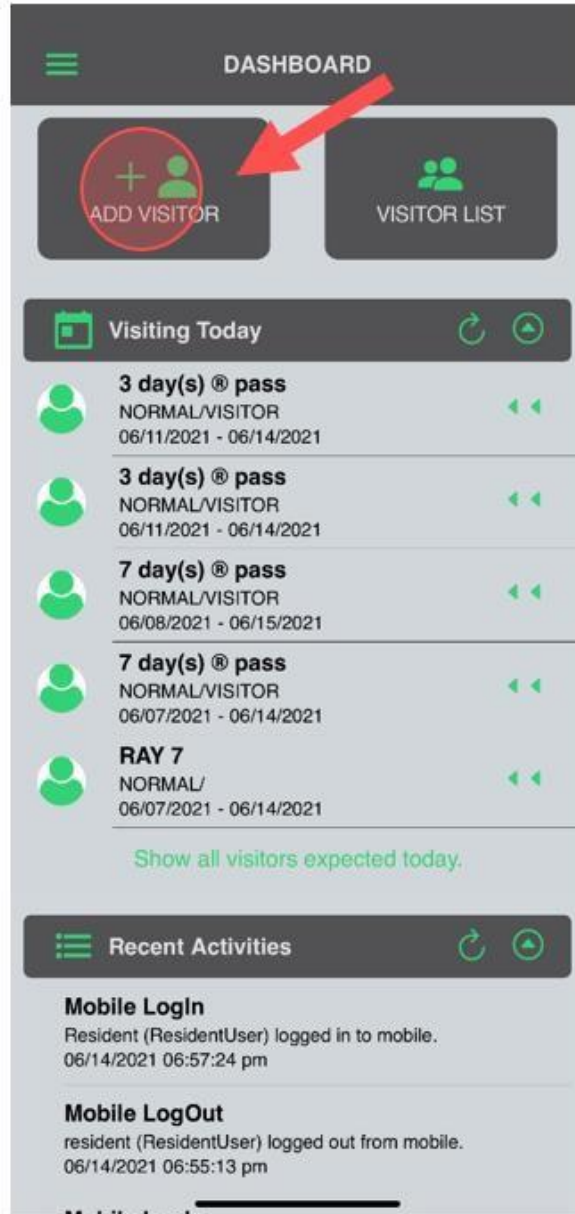 DASHBOARD
ADD VISITOR
VISITOR LIST
Visiting Today
3 day(s) ® pass
NORMAL/VISITOR
06/11/2021 - 06/14/2021
3 day(s) ® pass
NORMAL/VISITOR
06/11/2021 - 06/14/2021
7 day(s) ® pass
NORMAL/VISITOR
06/08/2021 - 06/15/2021
7 day(s) ® pass
NORMAL/VISITOR
06/07/2021 - 06/14/2021
RAY 7
NORMAL/
06/07/2021 - 06/14/2021
Show all visitors expected today.
Recent Activities
Mobile LogIn
Resident (ResidentUser) logged in to mobile.
06/14/2021 06:57:24 pm
Mobile LogOut
resident (ResidentUser) logged out from mobile.
06/14/2021 06:55:13 pm